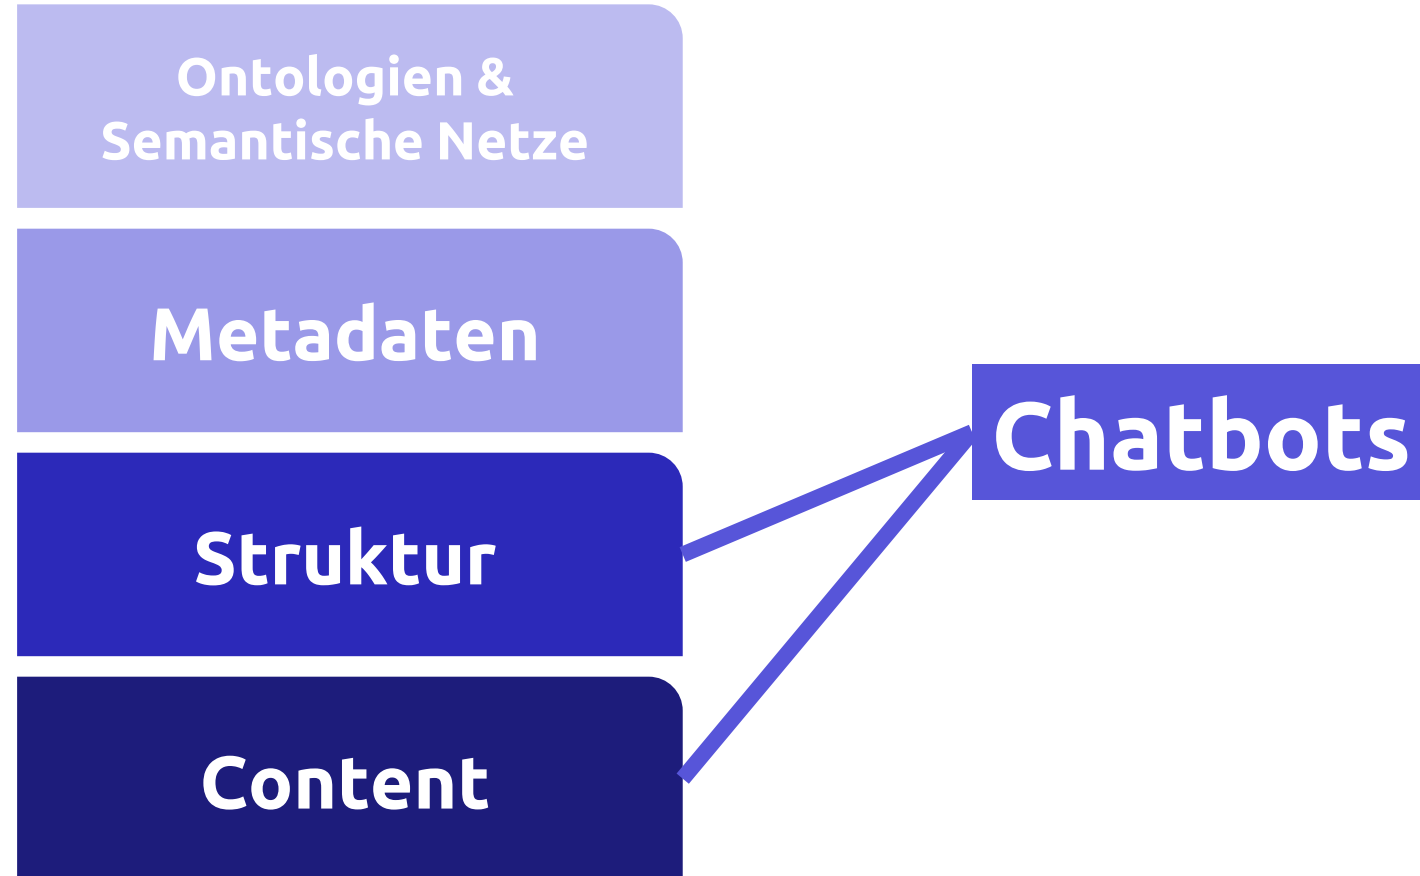 Ontologien &
Semantische Netze
Metadaten
Chatbots
Struktur
Content